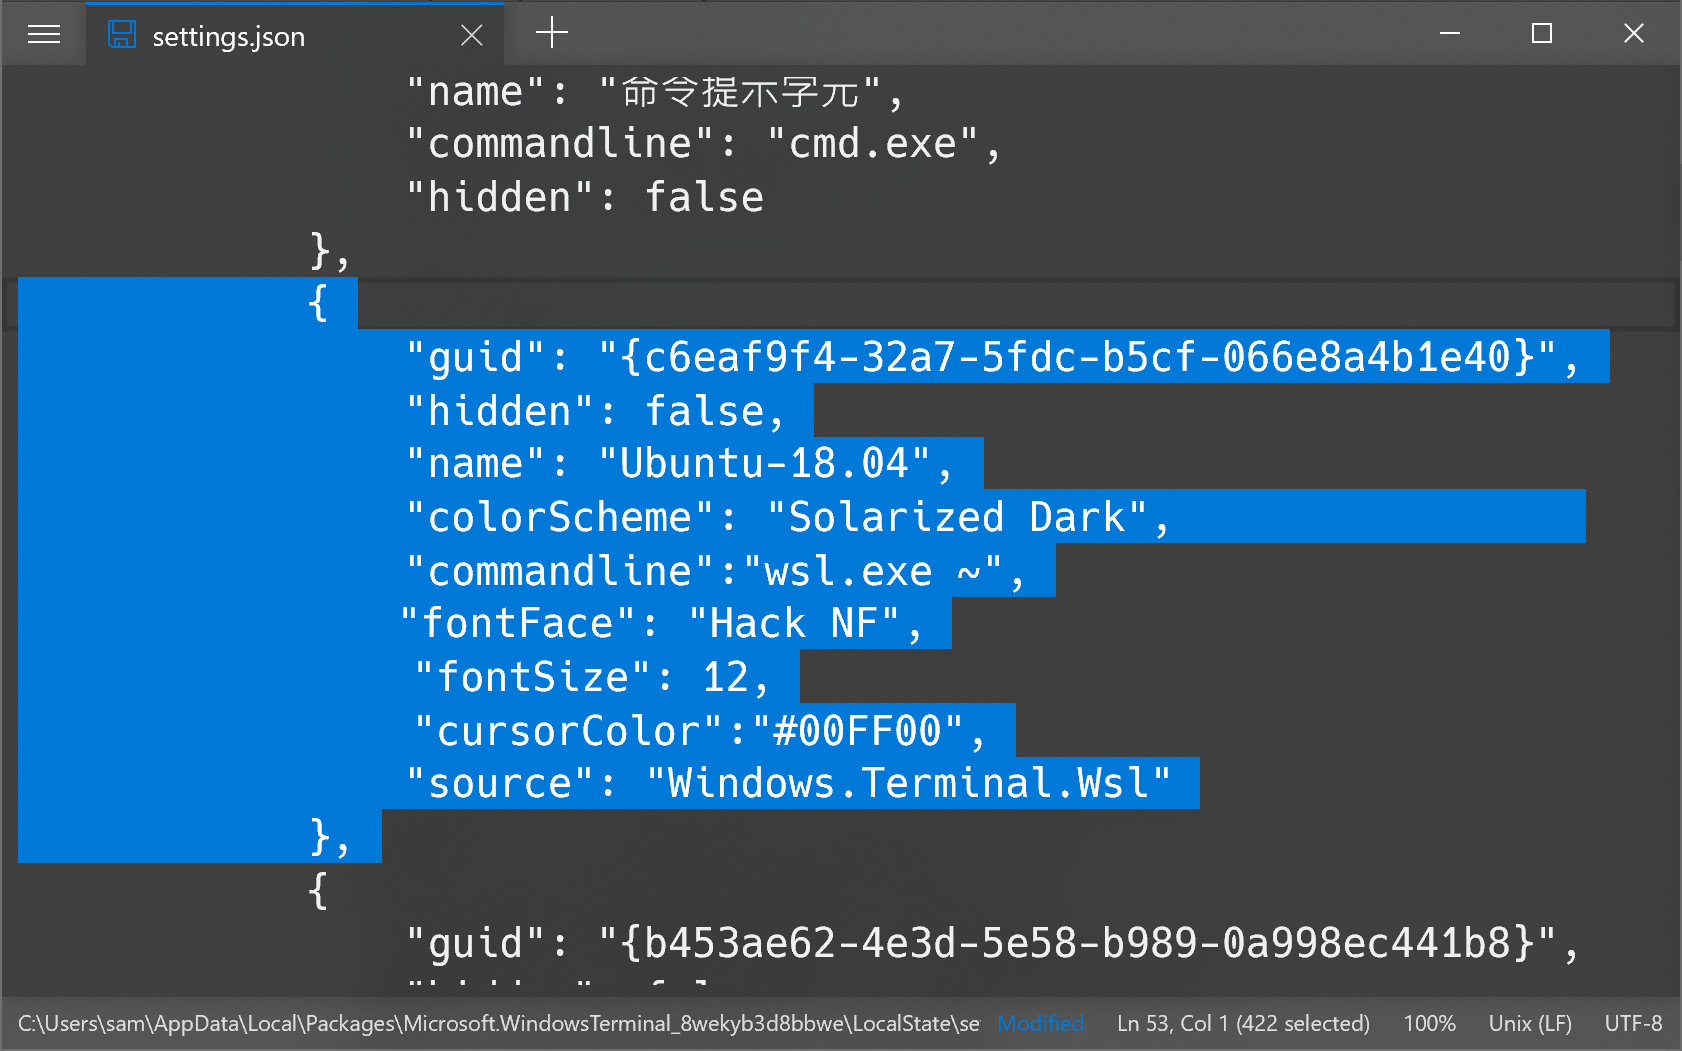 settings.json
"name": "命令提示字元",
"commandline": "cmd.exe",
"hidden": false
},
{
"guid": "{c6eaf9f4-32a7-5fdc-b5cf-066e8a4b1e40}",
"hidden": false,
"name": "Ubuntu-18.04",
"colorScheme": "Solarized Dark",
"commandline":"wsl.exe ~",
"fontFace": "Hack NF",
"fontSize": 12,
"cursorColor":"#00FF00",
"source": "Windows.Terminal.Wsl"
},
{
"guid": "{b453ae62-4e3d-5e58-b989-0a998ec441b8}",
C:\Users\sam\AppData\Local\Packages\Microsoft.WindowsTerminal_8wekyb3d8bbwe\LocalState\se Modified Ln 53, Col 1 (422 selected) 100% Unix (LF) UTF-8